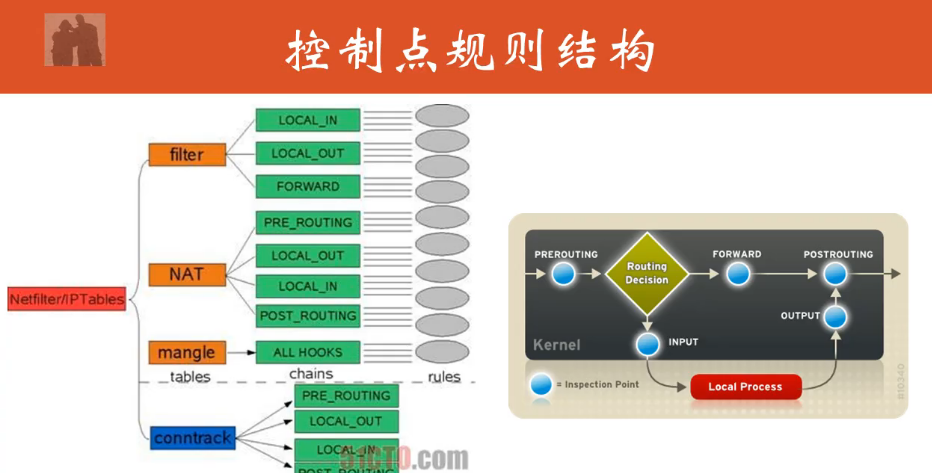 控制点规则结构
Netfilter/IPTables
filter
LOCAL_IN
LOCAL_OUT
FORWARD
NAT
PRE_ROUTING
LOCAL_OUT
LOCAL_IN
POST_ROUTING
mangle
ALL HOOKS
tables
chains
rules
conntrack
PRE_ROUTING
LOCAL_OUT
LOCAL_IN
POST_ROUTING
51CTO.com
PREROUTING
Routing
Decision
FORWARD
POSTROUTING
OUTPUT
INPUT
Kernel
= Inspection Point
Local Process
810340